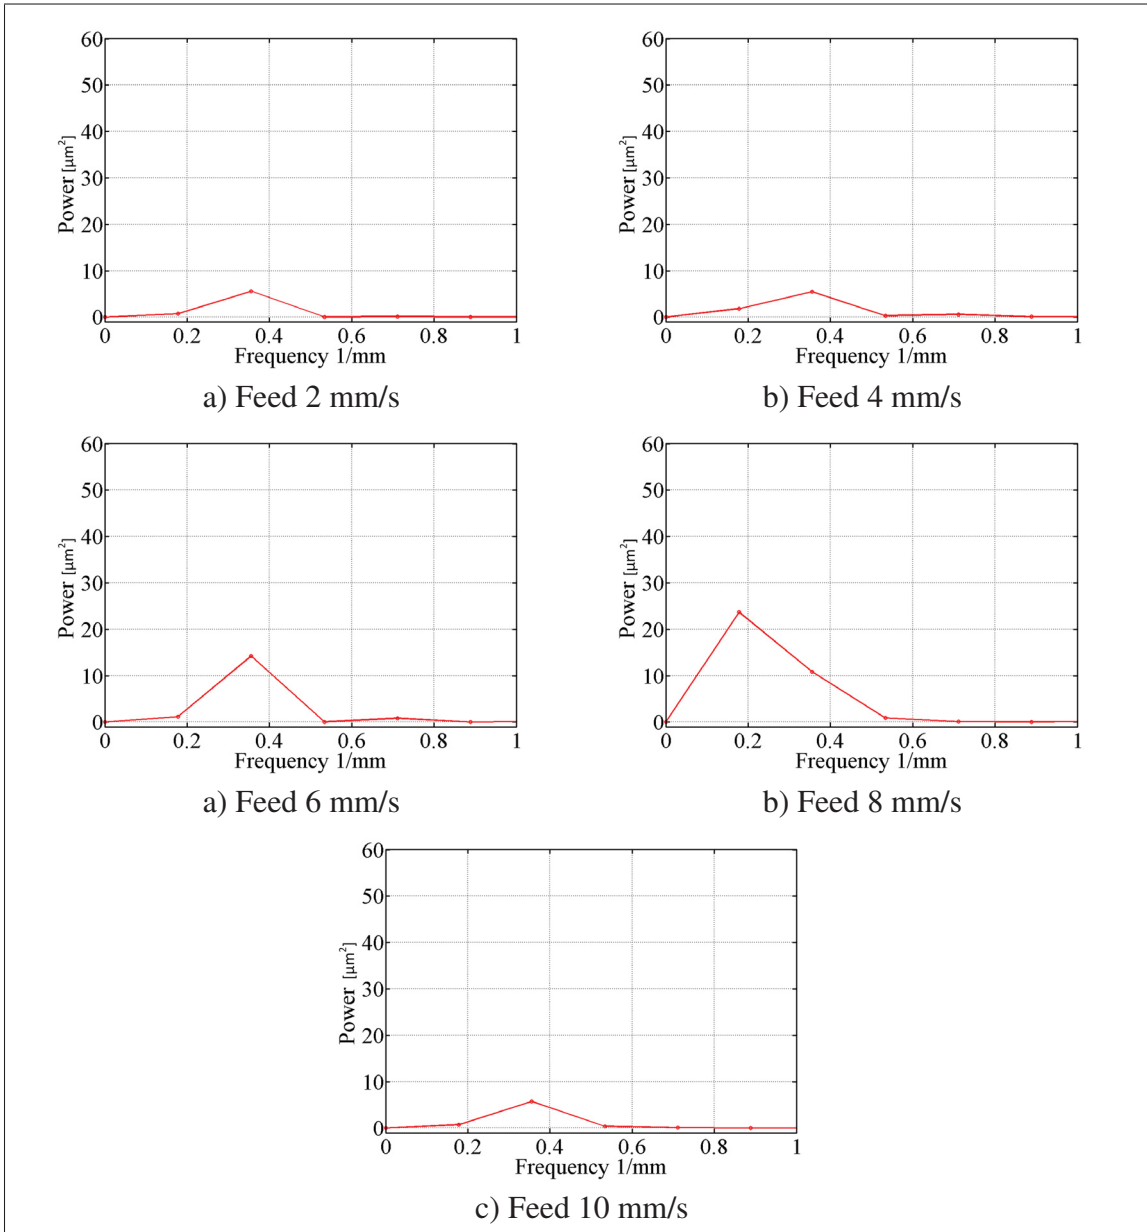 60
50
40
30
20
10
0
Power [μm²]
0 0.2 0.4 0.6 0.8 1
Frequency 1/mm
a) Feed 2 mm/s
60
50
40
30
20
10
0
Power [μm²]
0 0.2 0.4 0.6 0.8 1
Frequency 1/mm
b) Feed 4 mm/s
60
50
40
30
20
10
0
Power [μm²]
0 0.2 0.4 0.6 0.8 1
Frequency 1/mm
a) Feed 6 mm/s
60
50
40
30
20
10
0
Power [μm²]
0 0.2 0.4 0.6 0.8 1
Frequency 1/mm
b) Feed 8 mm/s
60
50
40
30
20
10
0
Power [μm²]
0 0.2 0.4 0.6 0.8 1
Frequency 1/mm
c) Feed 10 mm/s